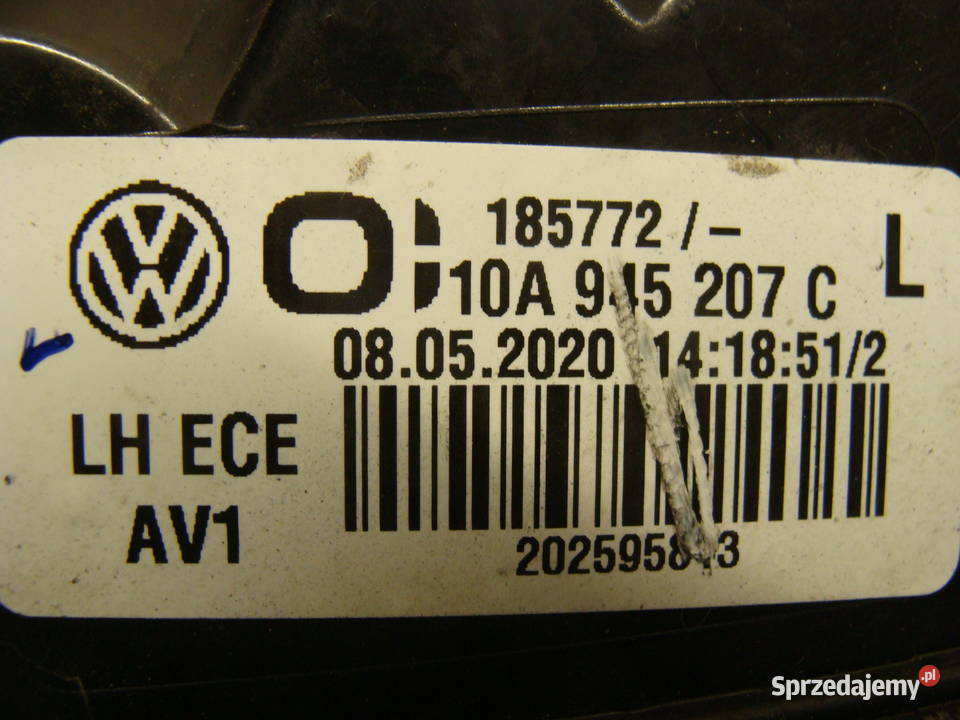 185772 / –
L
10A 945 207 C
08.05.2020 14:18:51/2
LH ECE
AV1
Sprzedajemy.pl